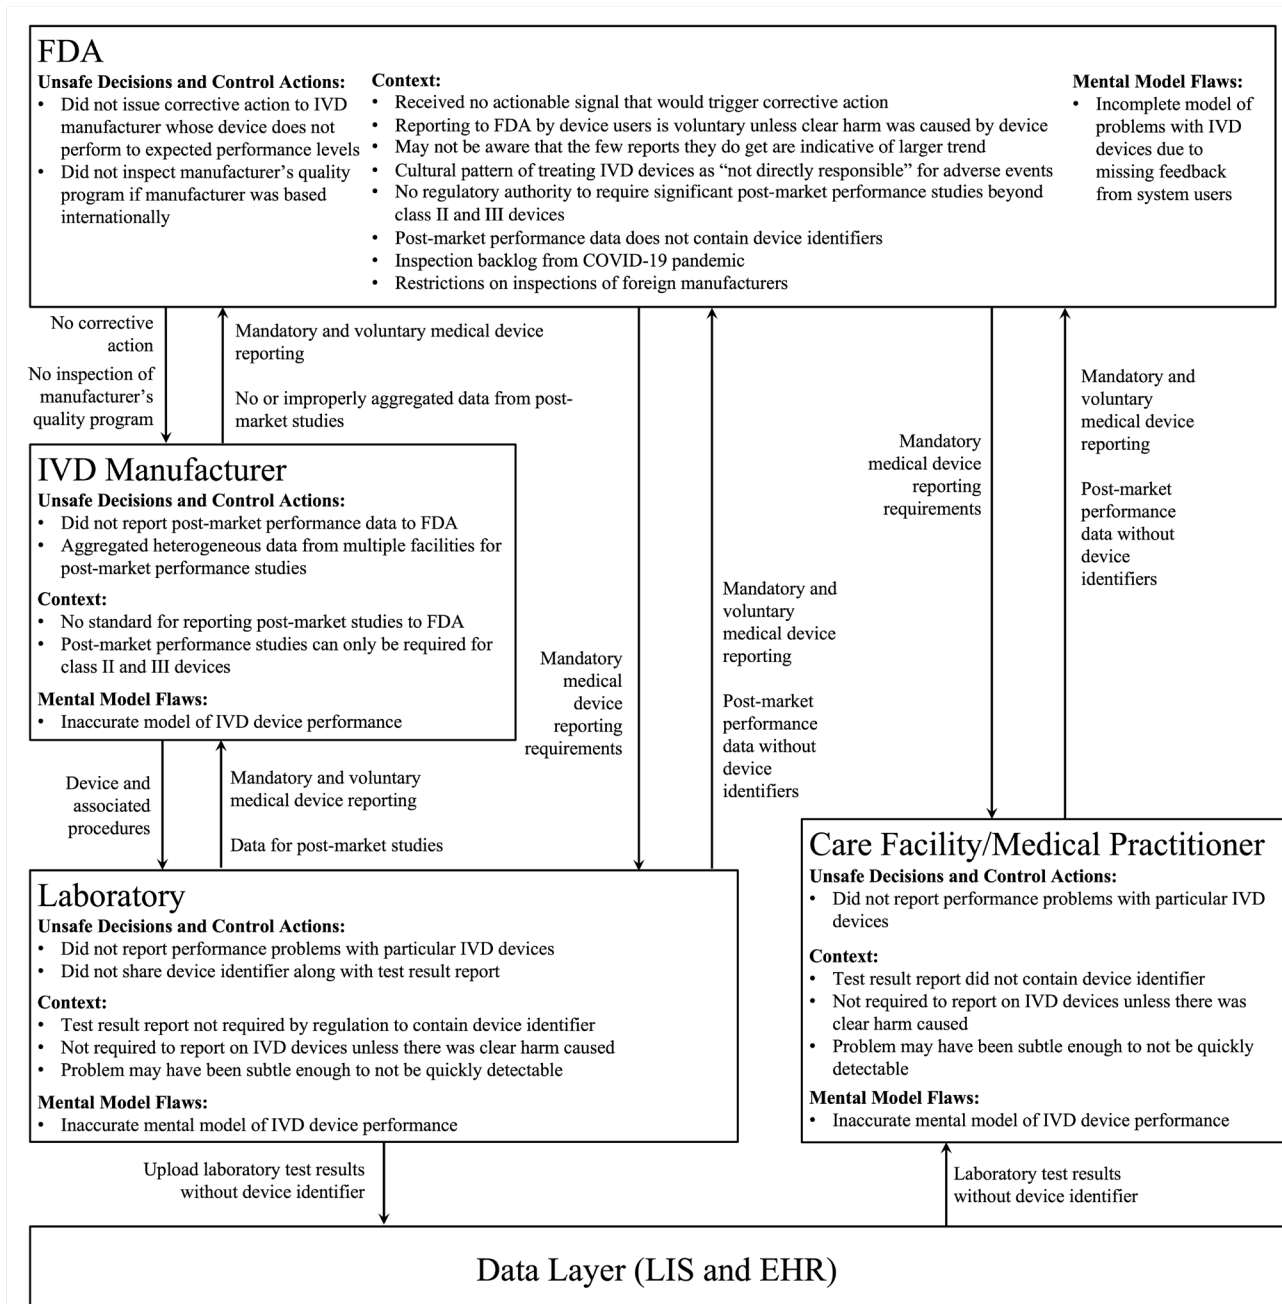 FDA
Unsafe Decisions and Control Actions:
• Did not issue corrective action to IVD
manufacturer whose device does not
perform to expected performance levels
• Did not inspect manufacturer’s quality
program if manufacturer was based
internationally
Context:
• Received no actionable signal that would trigger corrective action
• Reporting to FDA by device users is voluntary unless clear harm was caused by device
• May not be aware that the few reports they do get are indicative of larger trend
• Cultural pattern of treating IVD devices as “not directly responsible” for adverse events
• No regulatory authority to require significant post-market performance studies beyond
class II and III devices
• Post-market performance data does not contain device identifiers
• Inspection backlog from COVID-19 pandemic
• Restrictions on inspections of foreign manufacturers
Mental Model Flaws:
• Incomplete model of
problems with IVD
devices due to
missing feedback
from system users
No corrective
action
No inspection of
manufacturer’s
quality program
Mandatory and voluntary medical device
reporting
No or improperly aggregated data from post-
market studies
IVD Manufacturer
Unsafe Decisions and Control Actions:
• Did not report post-market performance data to FDA
• Aggregated heterogeneous data from multiple facilities for
post-market performance studies
Context:
• No standard for reporting post-market studies to FDA
• Post-market performance studies can only be required for
class II and III devices
Mental Model Flaws:
• Inaccurate model of IVD device performance
Device and
associated
procedures
Mandatory and voluntary
medical device reporting
Data for post-market studies
Mandatory
medical
device
reporting
requirements
Mandatory and
voluntary
medical device
reporting
Post-market
performance
data without
device
identifiers
Mandatory
medical device
reporting
requirements
Mandatory and
voluntary
medical device
reporting
Post-market
performance
data without
device
identifiers
Laboratory
Unsafe Decisions and Control Actions:
• Did not report performance problems with particular IVD devices
• Did not share device identifier along with test result report
Context:
• Test result report not required by regulation to contain device identifier
• Not required to report on IVD devices unless there was clear harm caused
• Problem may have been subtle enough to not be quickly detectable
Mental Model Flaws:
• Inaccurate mental model of IVD device performance
Care Facility/Medical Practitioner
Unsafe Decisions and Control Actions:
• Did not report performance problems with particular IVD
devices
Context:
• Test result report did not contain device identifier
• Not required to report on IVD devices unless there was
clear harm caused
• Problem may have been subtle enough to not be quickly
detectable
Mental Model Flaws:
• Inaccurate mental model of IVD device performance
Upload laboratory test results
without device identifier
Laboratory test results
without device identifier
Data Layer (LIS and EHR)